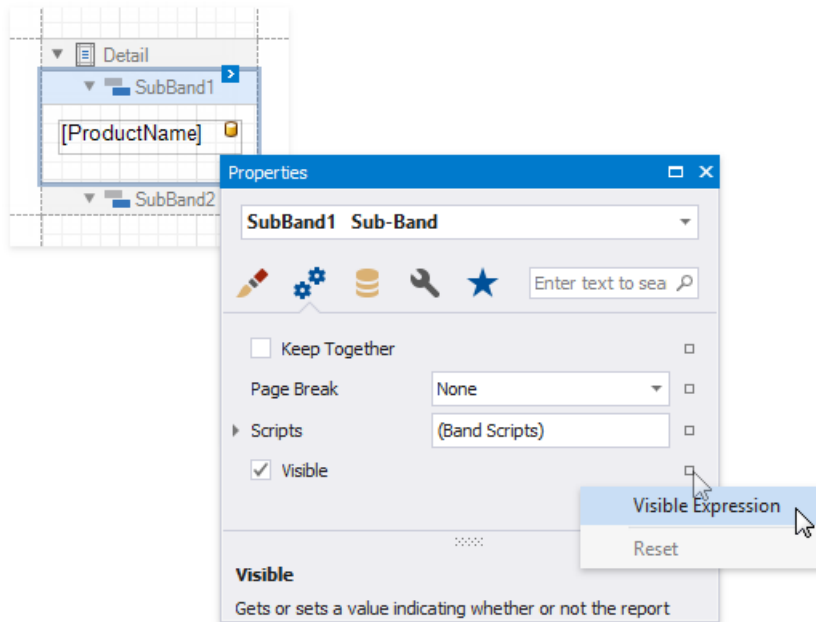 Detail
SubBand1
[ProductName]
SubBand2
Properties
SubBand1 Sub-Band
Enter text to sea
Keep Together
Page Break None
Scripts (Band Scripts)
Visible
Visible Expression
Reset
Visible
Gets or sets a value indicating whether or not the report